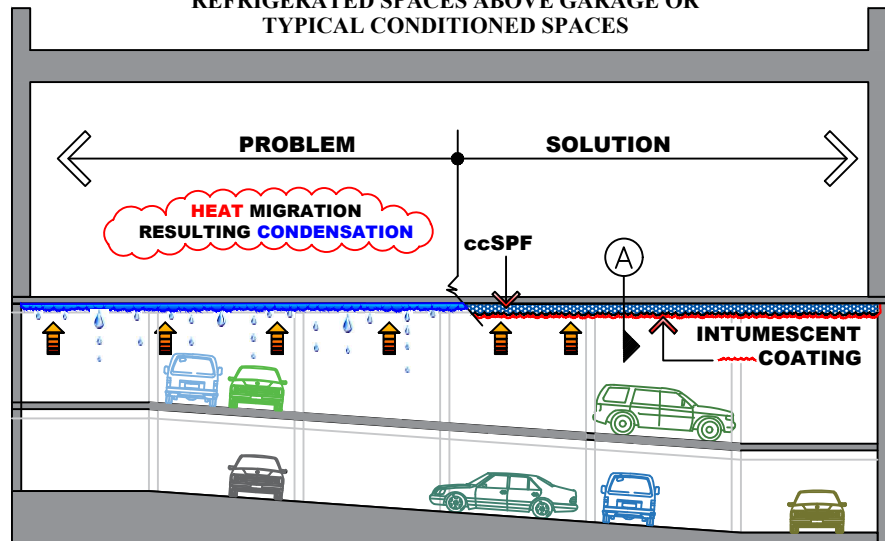 REFRIGERATED SPACES ABOVE GARAGE OR
TYPICAL CONDITIONED SPACES
PROBLEM
SOLUTION
HEAT MIGRATION
RESULTING CONDENSATION
ccSPF
A
INTUMESCENT
COATING